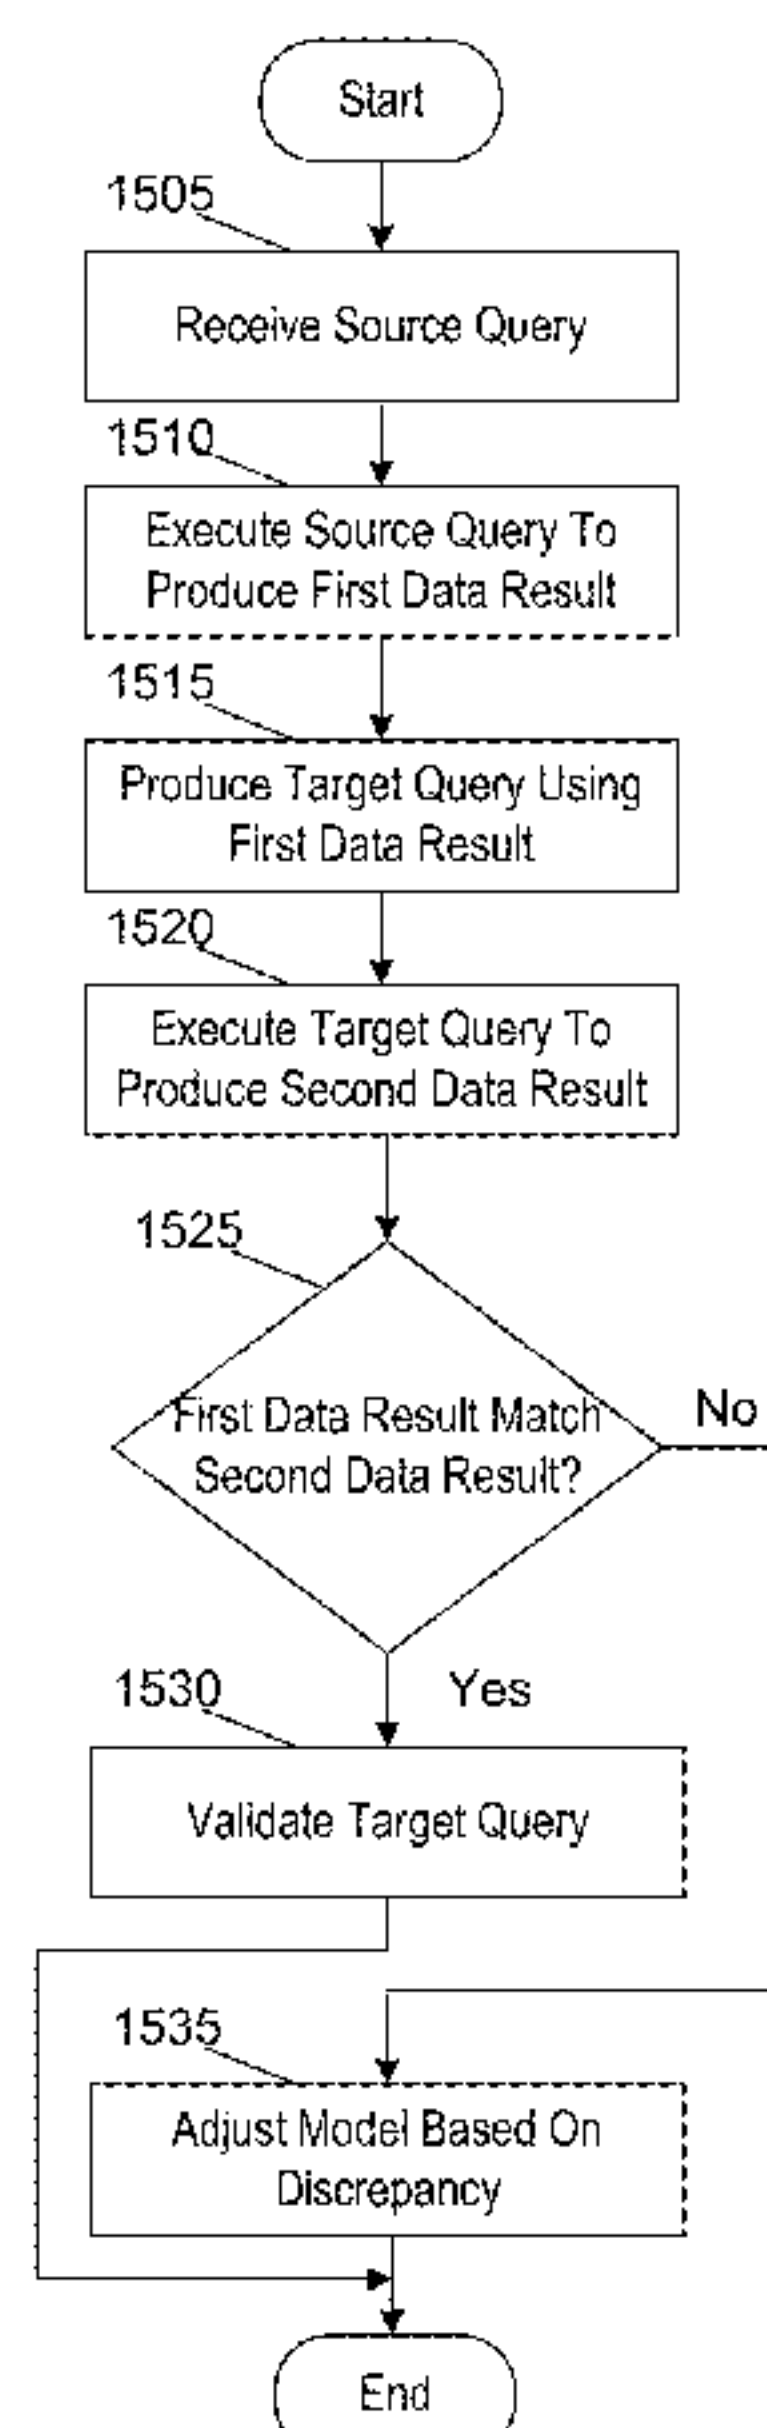 Start
1505
Receive Source Query
1510
Execute Source Query To
Produce First Data Result
1515
Produce Target Query Using
First Data Result
1520
Execute Target Query To
Produce Second Data Result
1525
First Data Result Match
Second Data Result?
No
Yes
1530
Validate Target Query
1535
Adjust Model Based On
Discrepancy
End